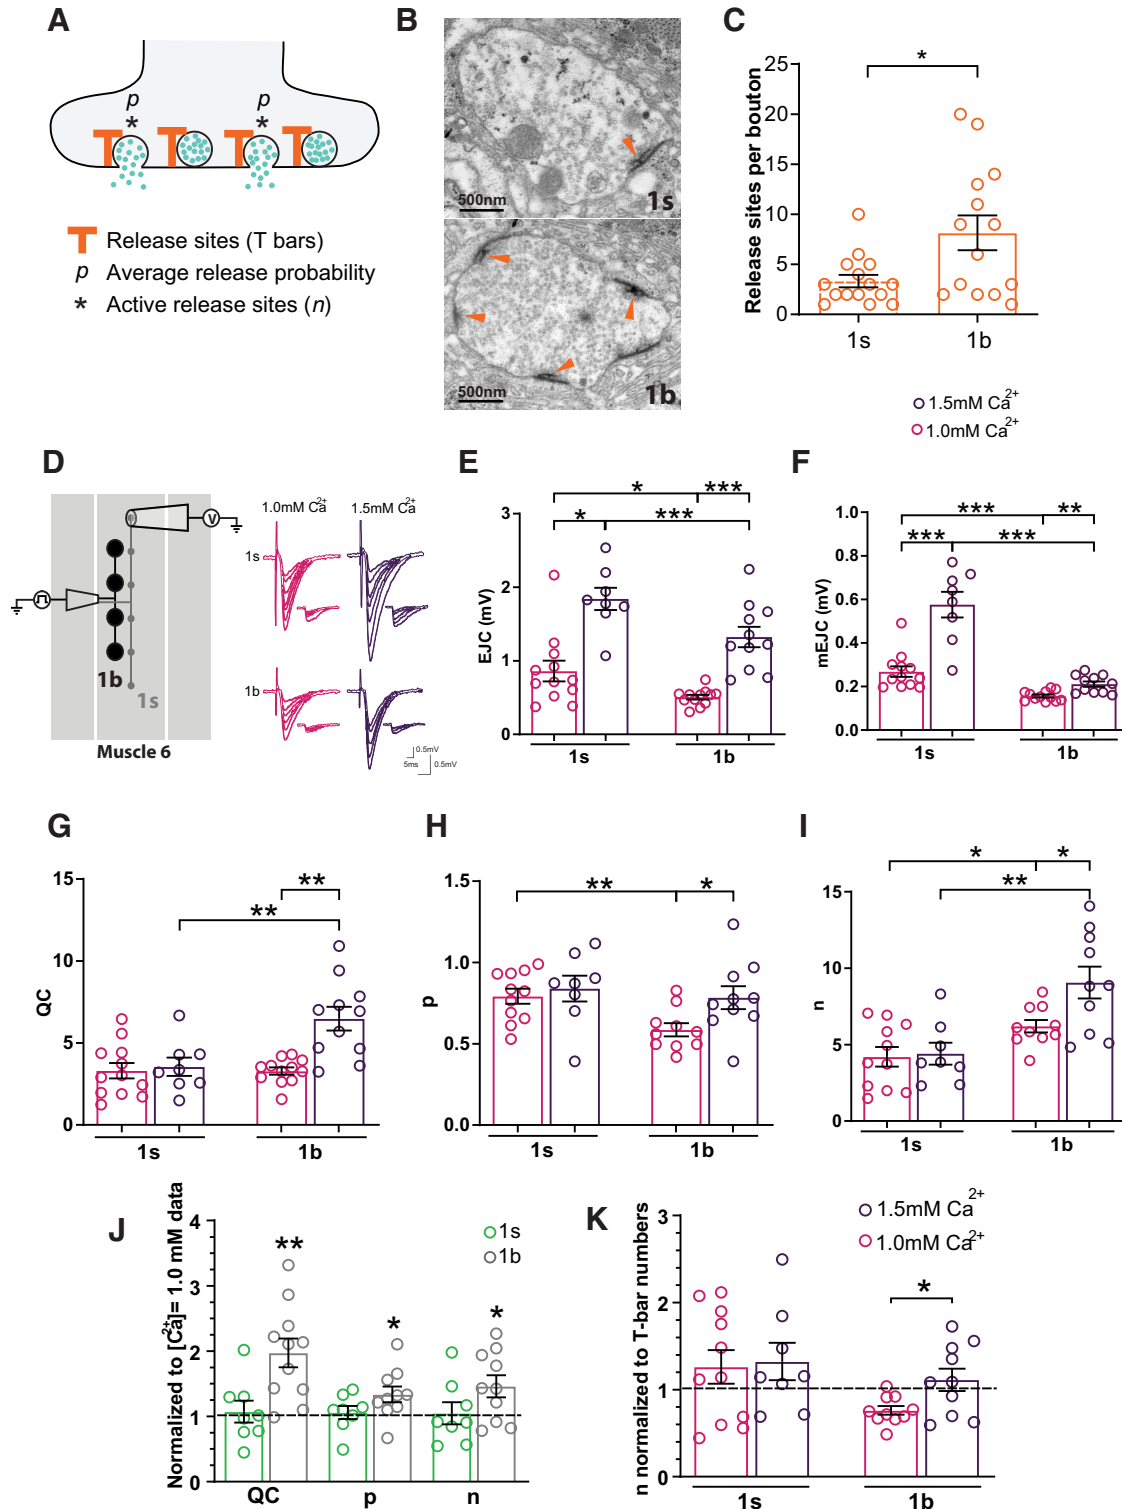 A
p
p
*
*
T
T
T
T
T Release sites (T bars)
p Average release probability
* Active release sites (n)
B
500nm
1s
500nm
1b
C
Release sites per bouton
25
20
15
10
5
0
*
1s
1b
1.5mM Ca2+
1.0mM Ca2+
D
V
1b
1s
Muscle 6
1.0mM Ca2+
1.5mM Ca2+
1s
1b
0.5mV
5ms
0.5mV
E
EJC (mV)
3
2
1
0
* ***
* ***
1s
1b
F
mEJC (mV)
1.0
0.8
0.6
0.4
0.2
0.0
*** **
*** ***
1s
1b
G
QC
15
10
5
0
**
**
1s
1b
H
p
1.5
1.0
0.5
0.0
** *
1s
1b
I
n
15
10
5
0
* *
**
1s
1b
J
Normalized to [Ca2+]= 1.0 mM data
4
3
2
1
0
1s
1b
**
*
*
QC
p
n
K
n normalized to T-bar numbers
3
2
1
0
1.5mM Ca2+
1.0mM Ca2+
*
1s
1b